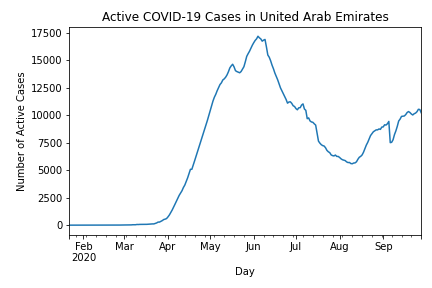 Active COVID-19 Cases in United Arab Emirates
17500
15000
12500
10000
7500
5000
2500
0
Number of Active Cases
Feb Mar Apr May Jun Jul Aug Sep
2020
Day